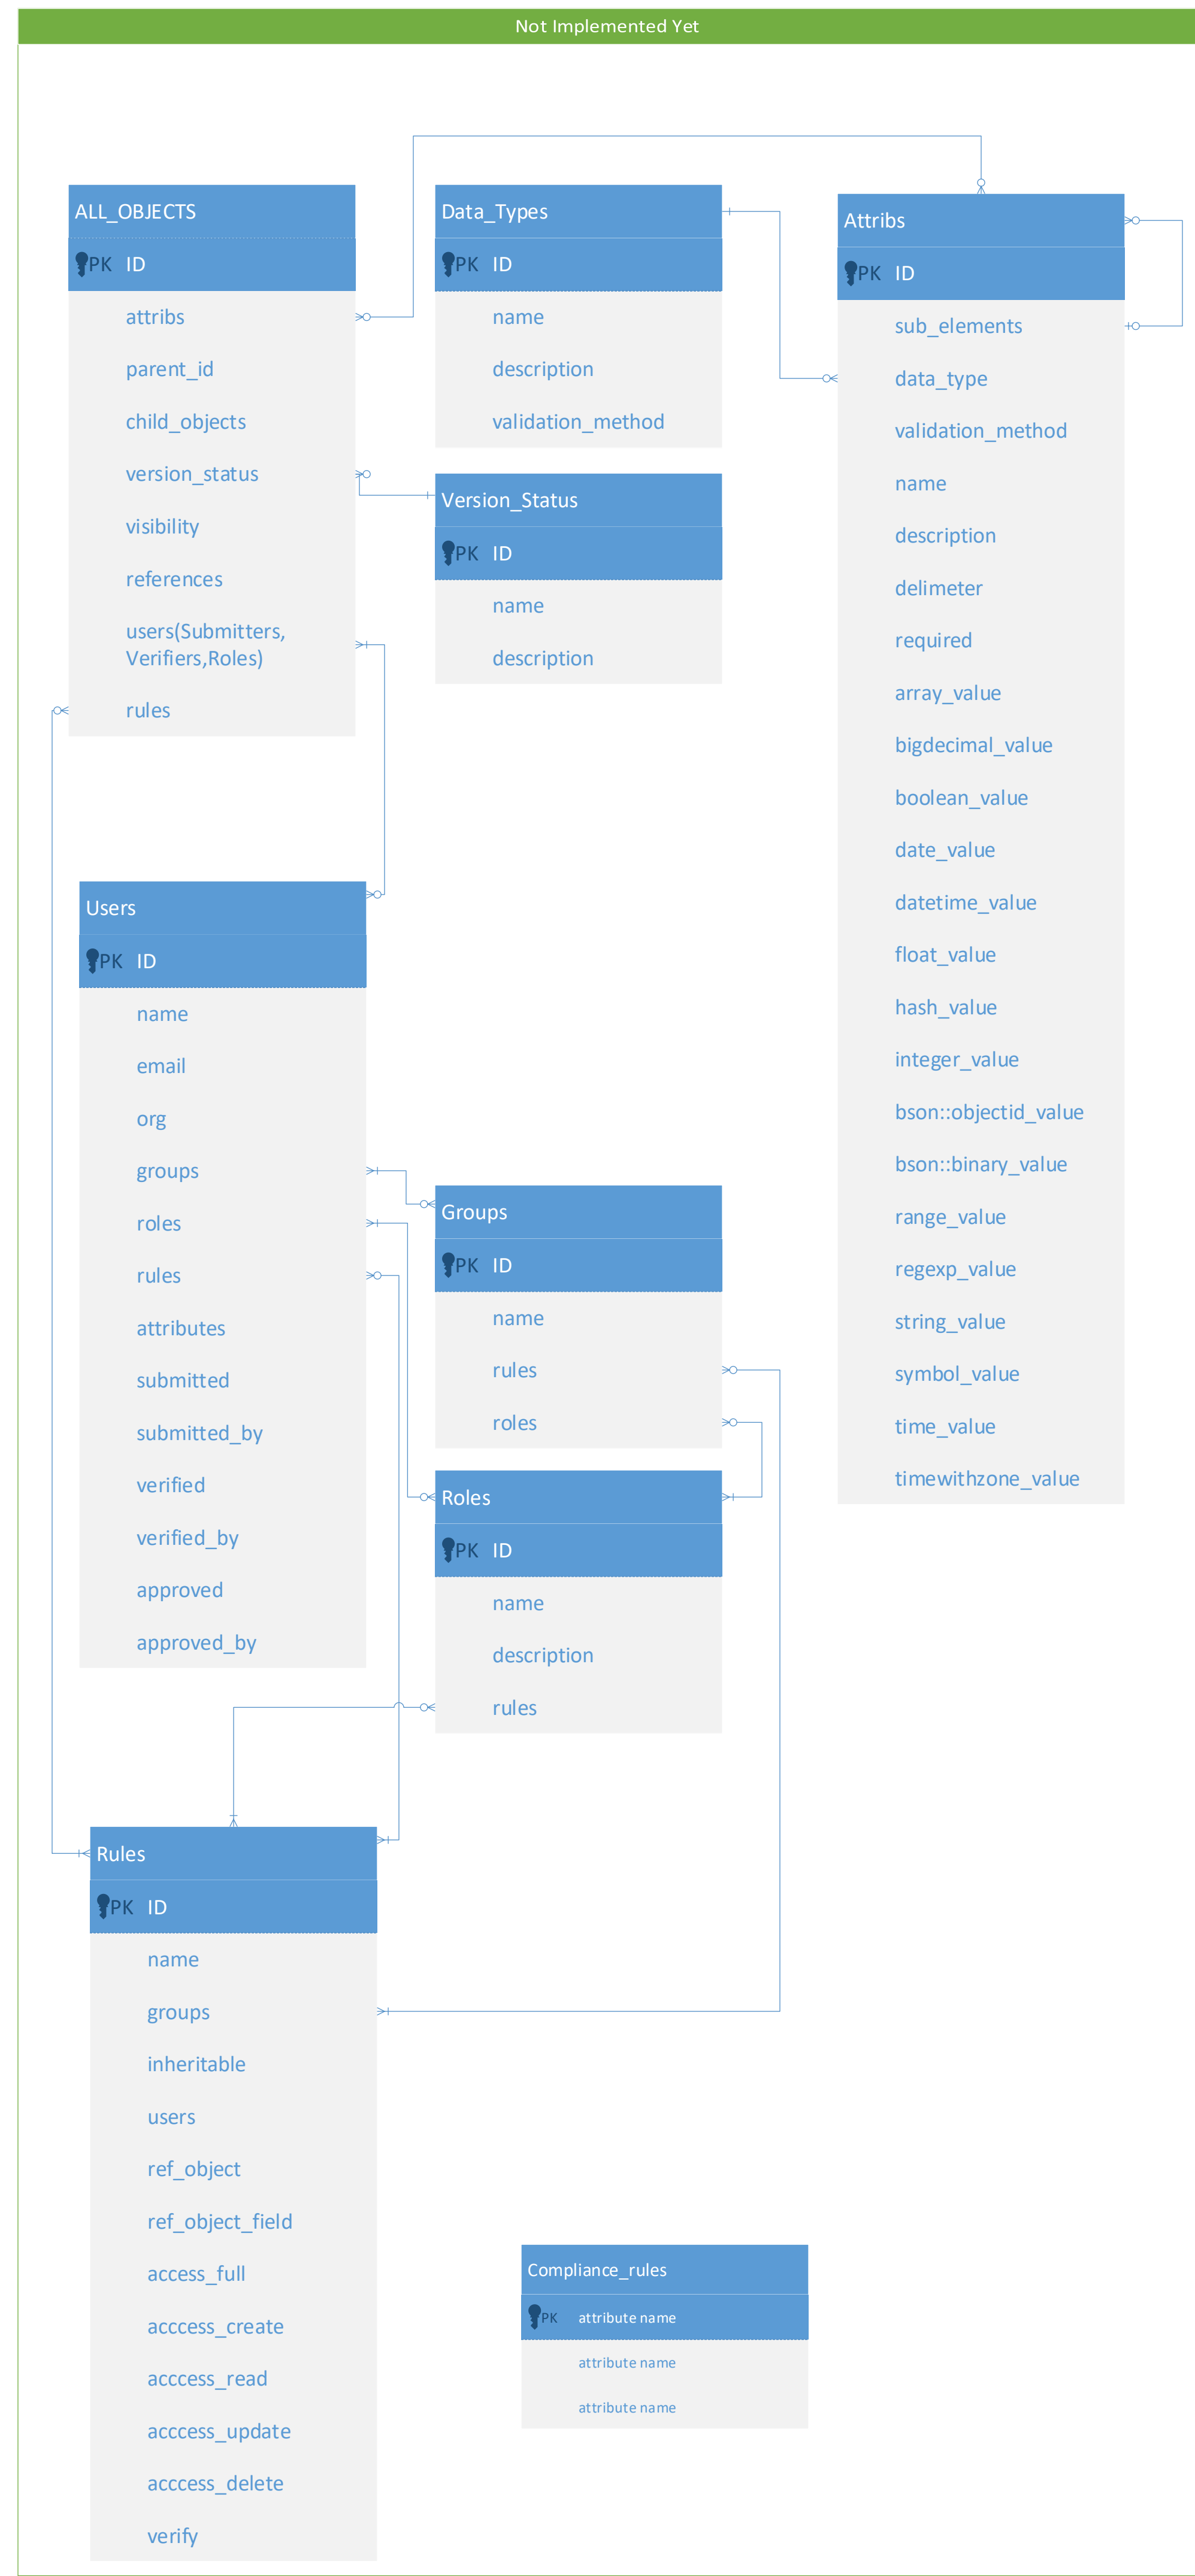 Not Implemented Yet
ALL_OBJECTS
PK ID
attribs
parent_id
child_objects
version_status
visibility
references
users(Submitters,
Verifiers,Roles)
rules
Data_Types
PK ID
name
description
validation_method
Version_Status
PK ID
name
description
Attribs
PK ID
sub_elements
data_type
validation_method
name
description
delimeter
required
array_value
bigdecimal_value
boolean_value
date_value
datetime_value
float_value
hash_value
integer_value
bson::objectid_value
bson::binary_value
range_value
regexp_value
string_value
symbol_value
time_value
timewithzone_value
Users
PK ID
name
email
org
groups
roles
rules
attributes
submitted
submitted_by
verified
verified_by
approved
approved_by
Groups
PK ID
name
rules
roles
Roles
PK ID
name
description
rules
Rules
PK ID
name
groups
inheritable
users
ref_object
ref_object_field
access_full
acccess_create
acccess_read
acccess_update
acccess_delete
verify
Compliance_rules
PK attribute name
attribute name
attribute name